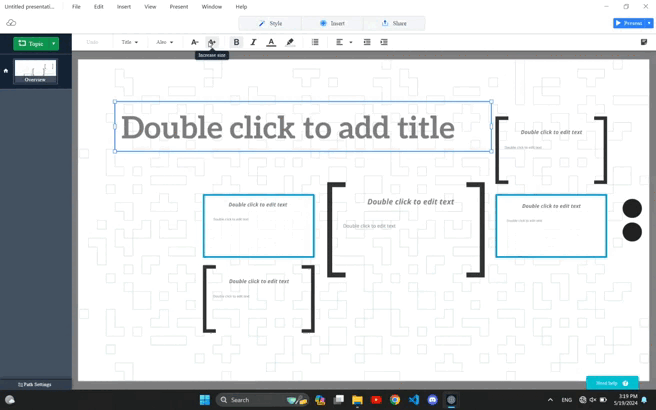 Untitled presentati...
File
Edit
Insert
View
Present
Window
Help
Style
Insert
Share
Present
Topic
Undo
Title
Aleo
A
B
I
A
Increase size
Overview
Double click to add title
Double click to edit text
Double click to edit text
Double click to edit text
Double click to edit text
Double click to edit text
Double click to edit text
Double click to edit text
Double click to edit text
Double click to edit text
Double click to edit text
Path Settings
Need help
Search
ENG
3:19 PM
5/19/2024